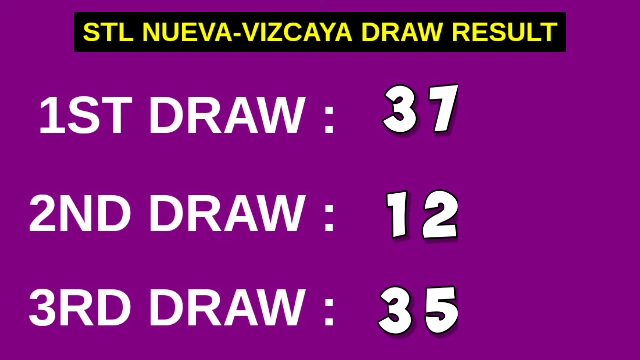 STL NUEVA-VIZCAYA DRAW RESULT
1ST DRAW : 37
2ND DRAW : 12
3RD DRAW : 35